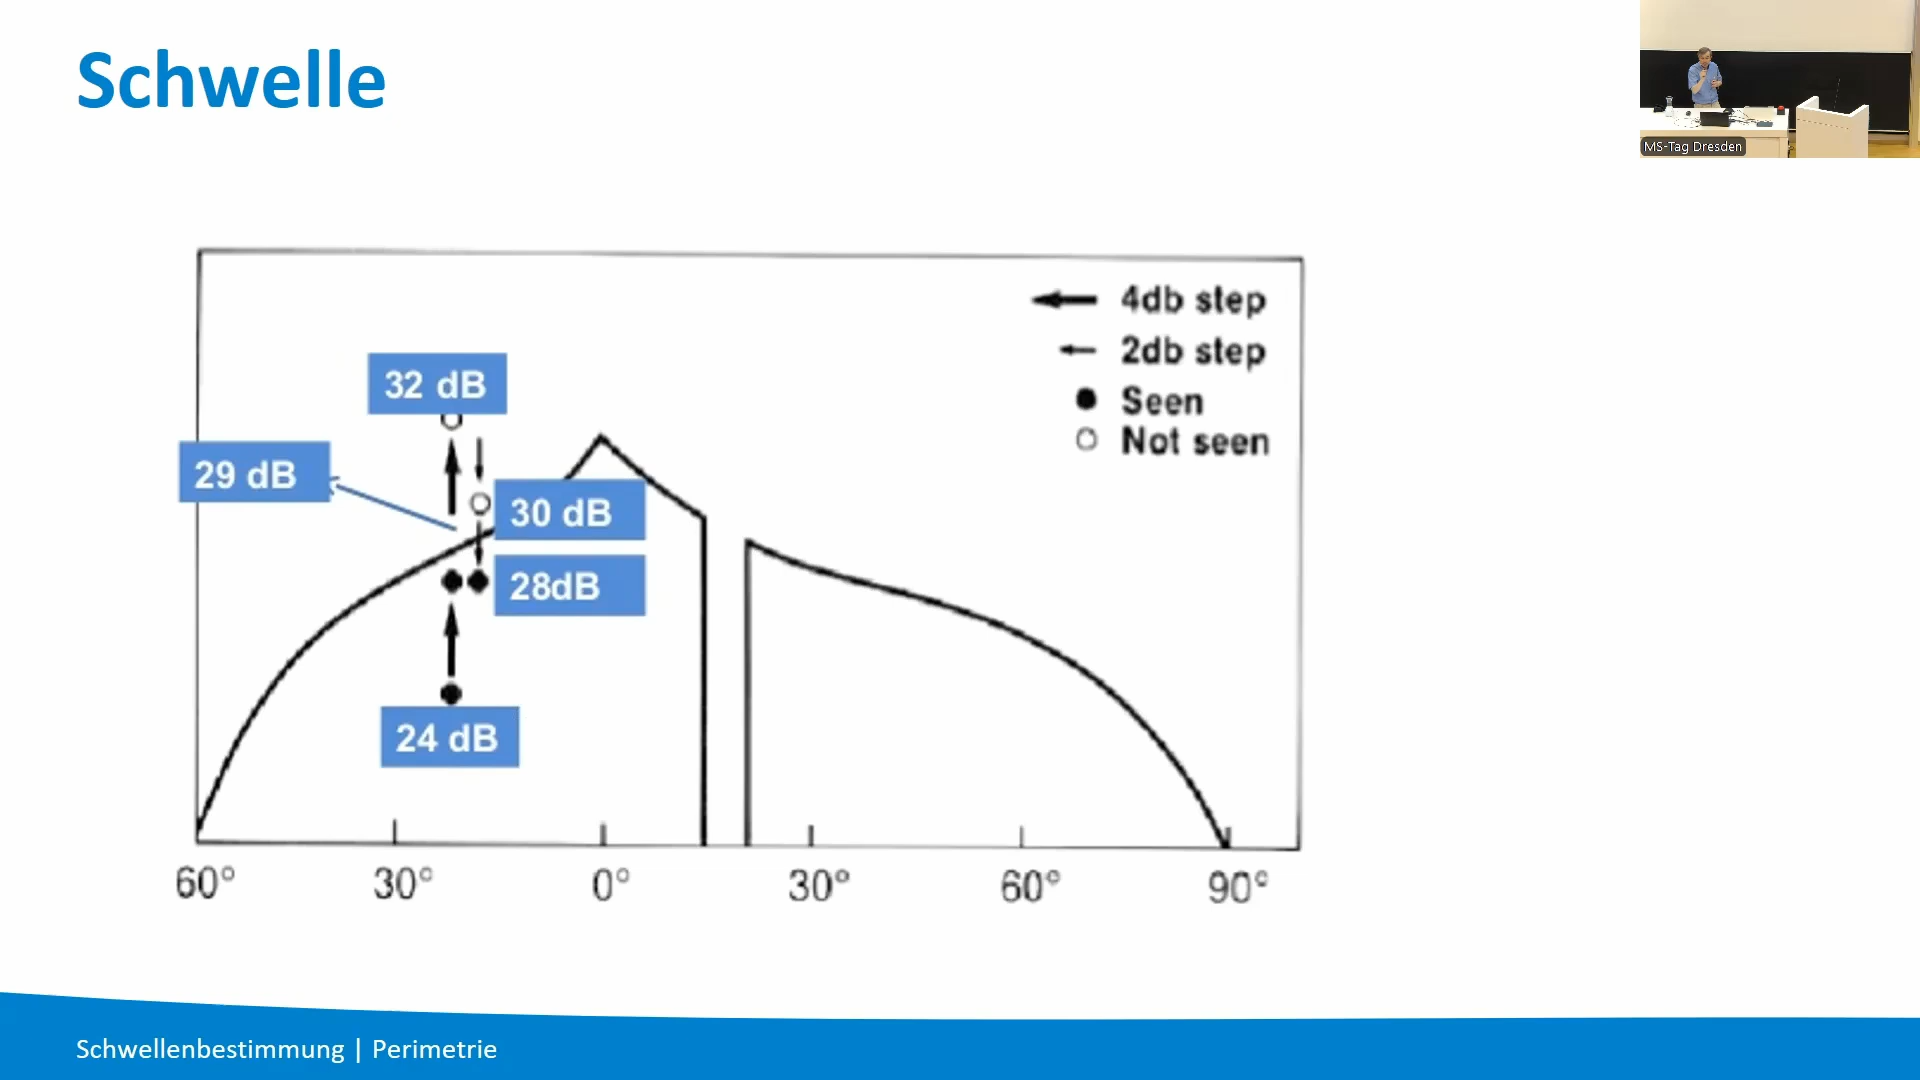 Schwelle
MS-Tag Dresden
4db step
2db step
Seen
Not seen
32 dB
29 dB
30 dB
28dB
24 dB
60° 30° 0° 30° 60° 90°
Schwellenbestimmung | Perimetrie